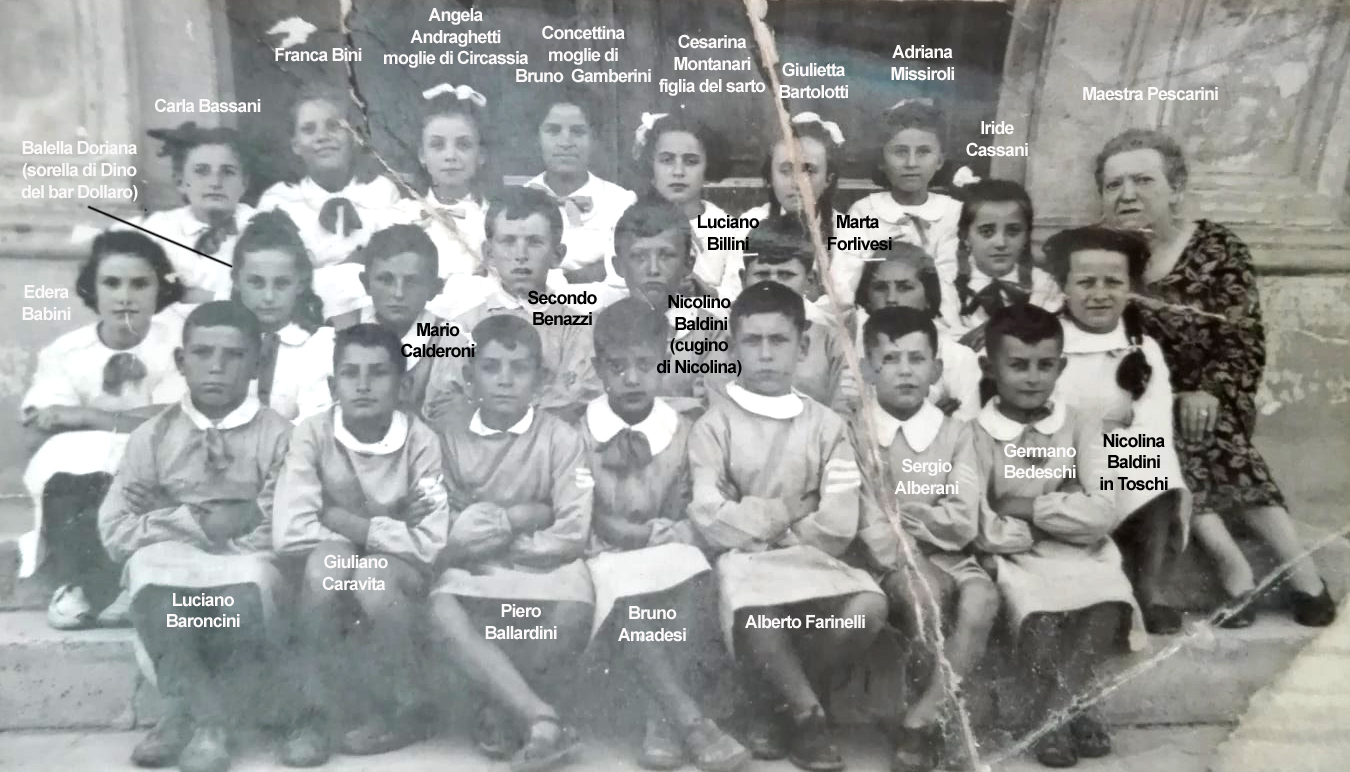 Franca Bini
Angela
Andraghetti
moglie di Circassia
Concettina
moglie di
Bruno Gamberini
Cesarina
Montanari
figlia del sarto
Giulietta
Bartolotti
Adriana
Missiroli
Maestra Pescarini
Carla Bassani
Iride
Cassani
Balella Doriana
(sorella di Dino
del bar Dollaro)
Luciano
Billini
Marta
Forlivesi
Edera
Babini
Mario
Calderoni
Secondo
Benazzi
Nicolino
Baldini
(cugino
di Nicolina)
Sergio
Alberani
Germano
Bedeschi
Nicolina
Baldini
in Toschi
Luciano
Baroncini
Giuliano
Caravita
Piero
Ballardini
Bruno
Amadesi
Alberto Farinelli